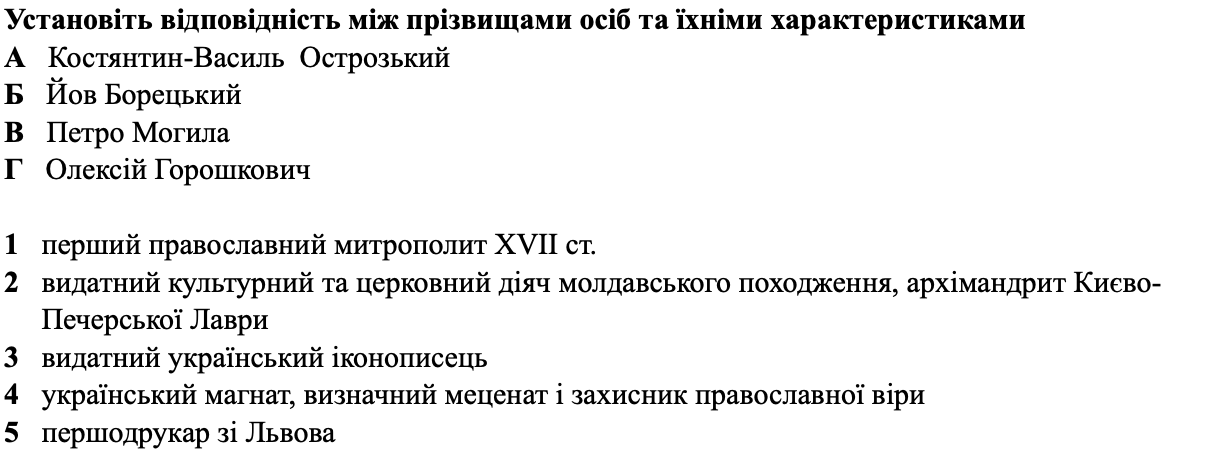 Установіть відповідність між прізвищами осіб та їхніми характеристиками
А Костянтин-Василь Острозький
Б Йов Борецький
В Петро Могила
Г Олексій Горошкович
1 перший православний митрополит XVII ст.
2 видатний культурний та церковний діяч молдавського походження, архімандрит Києво-
Печерської Лаври
3 видатний український іконописець
4 український магнат, визначний меценат і захисник православної віри
5 першодрукар зі Львова